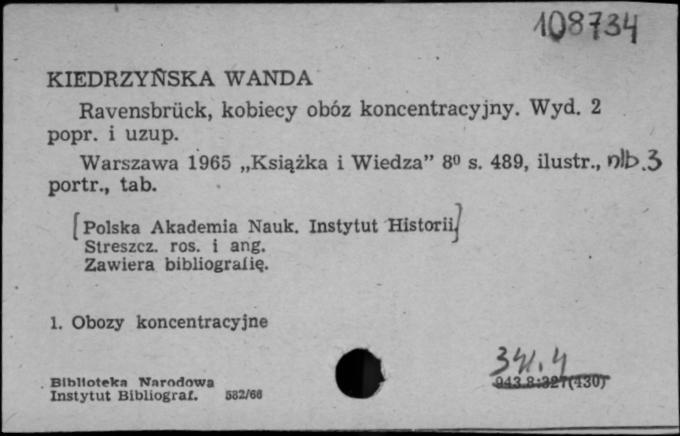 108734
KIEDRZYŃSKA WANDA
Ravensbrück, kobiecy obóz koncentracyjny. Wyd. 2
popr. i uzup.
Warszawa 1965 „Książka i Wiedza” 8⁰ s. 489, ilustr., nlb. 3
portr., tab.
[Polska Akademia Nauk. Instytut Historii]
Streszcz. ros. i ang.
Zawiera bibliografię.
1. Obozy koncentracyjne
341.4
Biblioteka Narodowa 943.8:327(430)
Instytut Bibliograf. 582/66